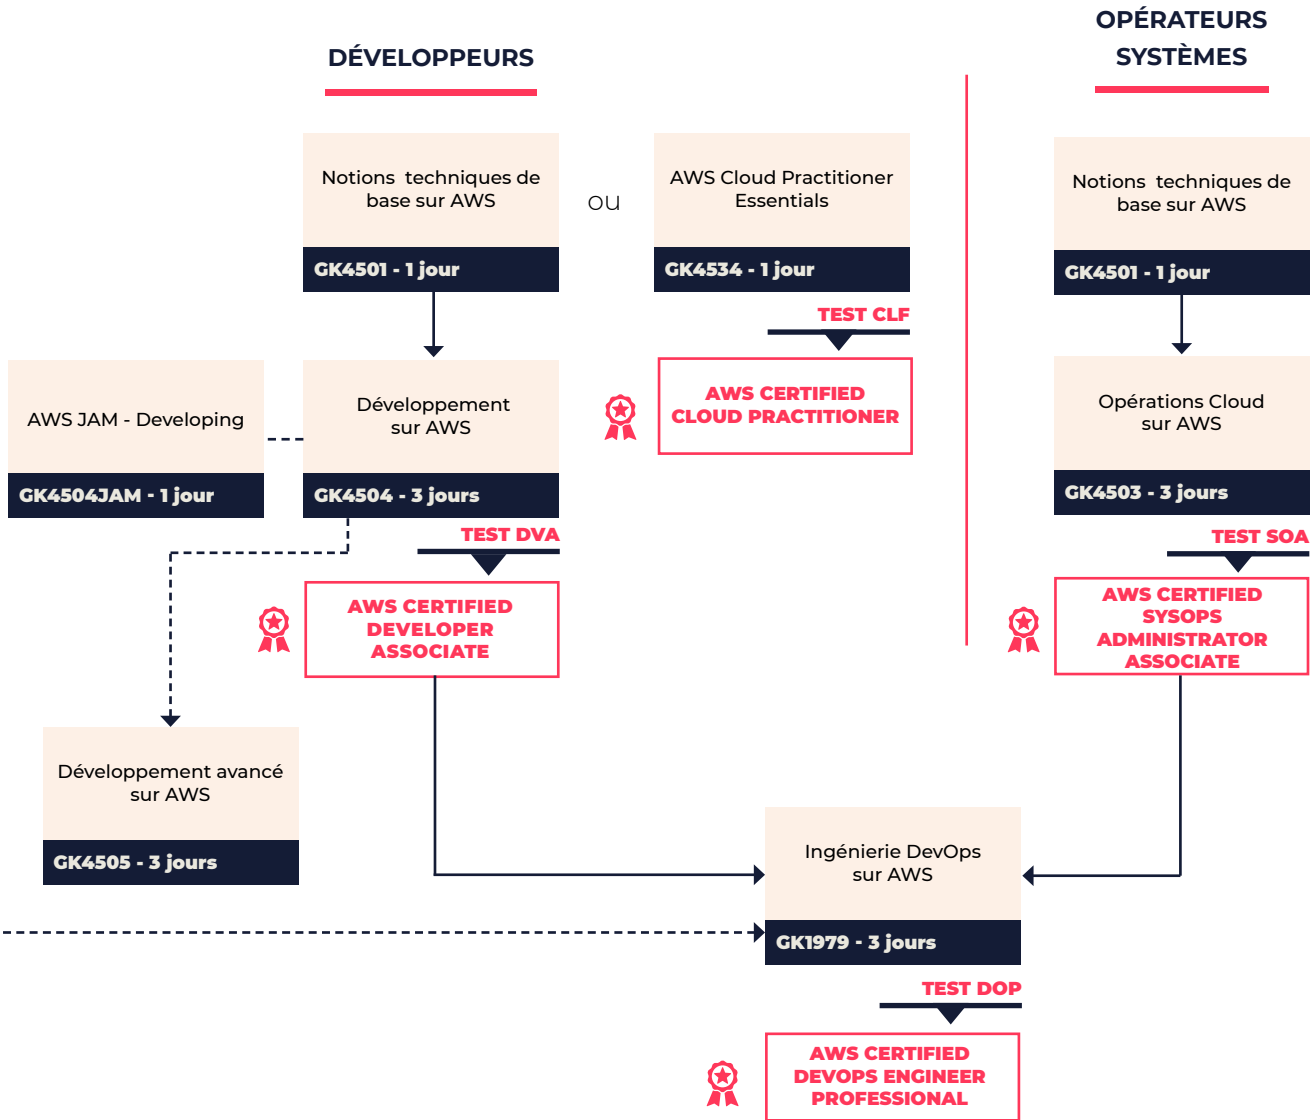 DÉVELOPPEURS
OPÉRATEURS
SYSTÈMES
Notions techniques de
base sur AWS
GK4501 - 1 jour
ou
AWS Cloud Practitioner
Essentials
GK4534 - 1 jour
Notions techniques de
base sur AWS
GK4501 - 1 jour
TEST CLF
AWS CERTIFIED
CLOUD PRACTITIONER
AWS JAM - Developing
GK4504JAM - 1 jour
Développement
sur AWS
GK4504 - 3 jours
Opérations Cloud
sur AWS
GK4503 - 3 jours
TEST DVA
AWS CERTIFIED
DEVELOPER
ASSOCIATE
TEST SOA
AWS CERTIFIED
SYSOPS
ADMINISTRATOR
ASSOCIATE
Développement avancé
sur AWS
GK4505 - 3 jours
Ingénierie DevOps
sur AWS
GK1979 - 3 jours
TEST DOP
AWS CERTIFIED
DEVOPS ENGINEER
PROFESSIONAL